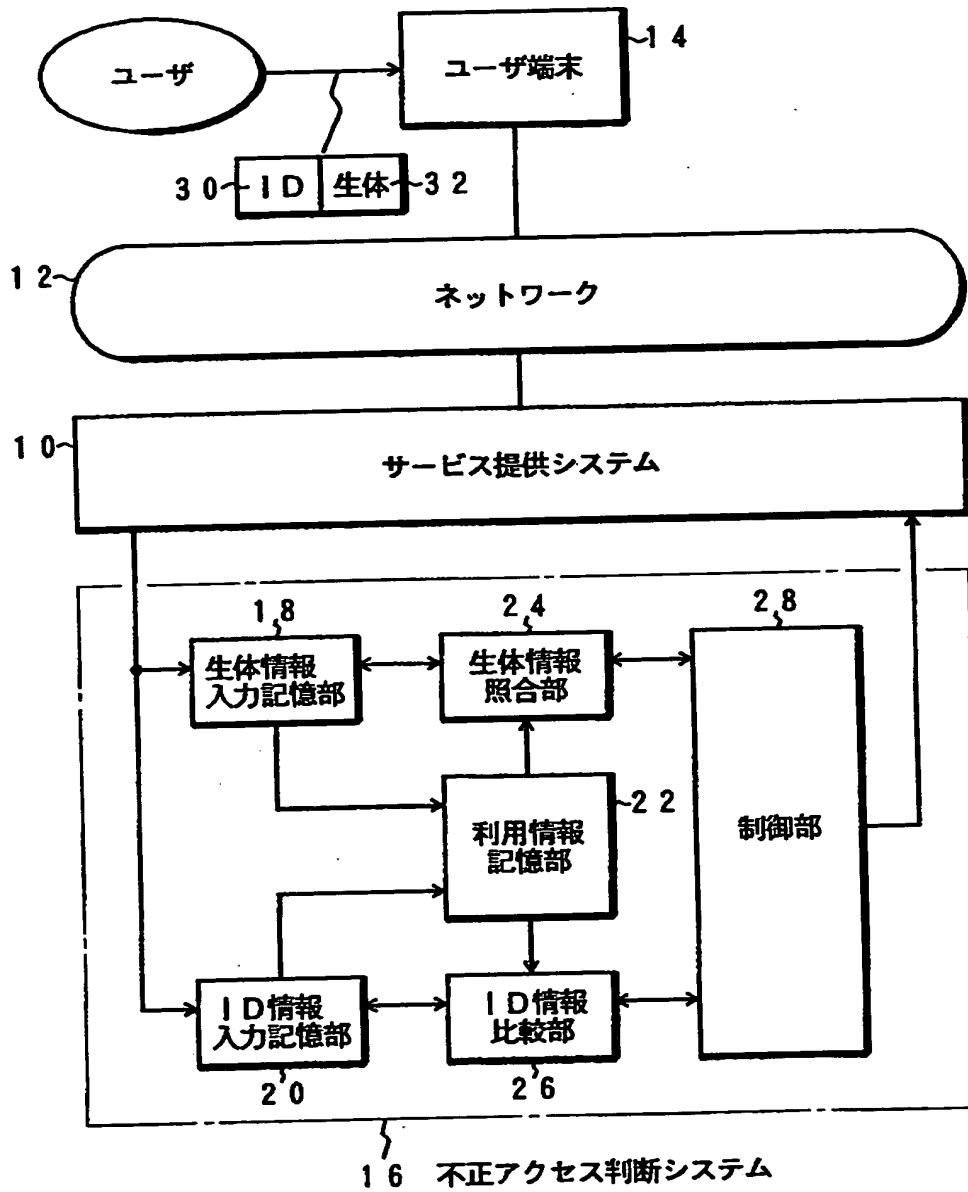 ユーザ
ユーザ端末
14
30
ID
生体
32
12
ネットワーク
10
サービス提供システム
18
24
28
生体情報
入力記憶部
生体情報
照合部
22
利用情報
記憶部
制御部
ID情報
入力記憶部
ID情報
比較部
20
26
16 不正アクセス判断システム